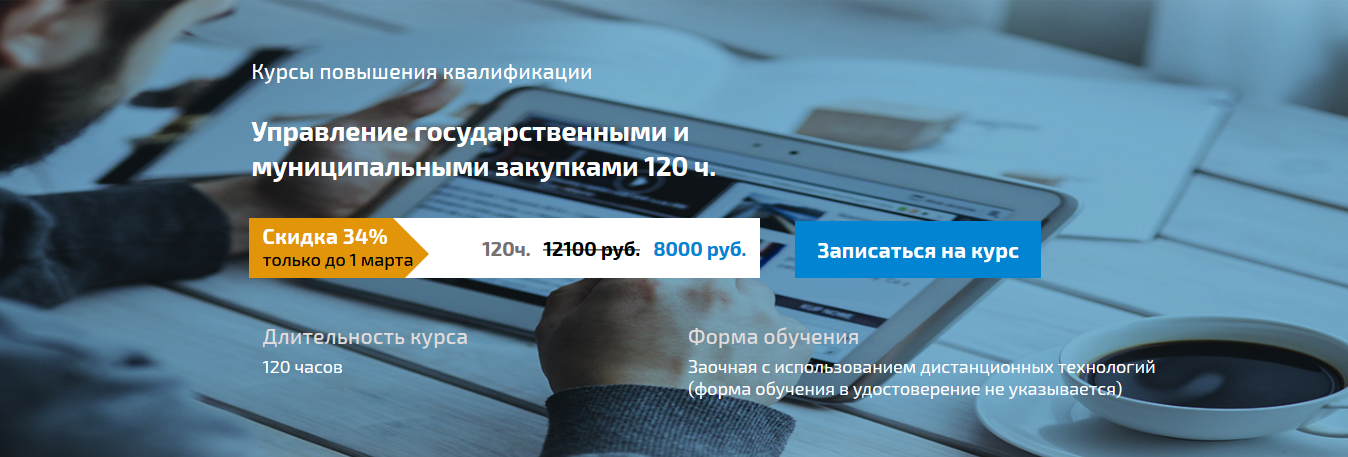 Курсы повышения квалификации
Управление государственными и
муниципальными закупками 120 ч.
Скидка 34%
только до 1 марта
120ч. 12100 руб. 8000 руб.
Записаться на курс
Длительность курса
120 часов
Форма обучения
Заочная с использованием дистанционных технологий
(форма обучения в удостоверение не указывается)